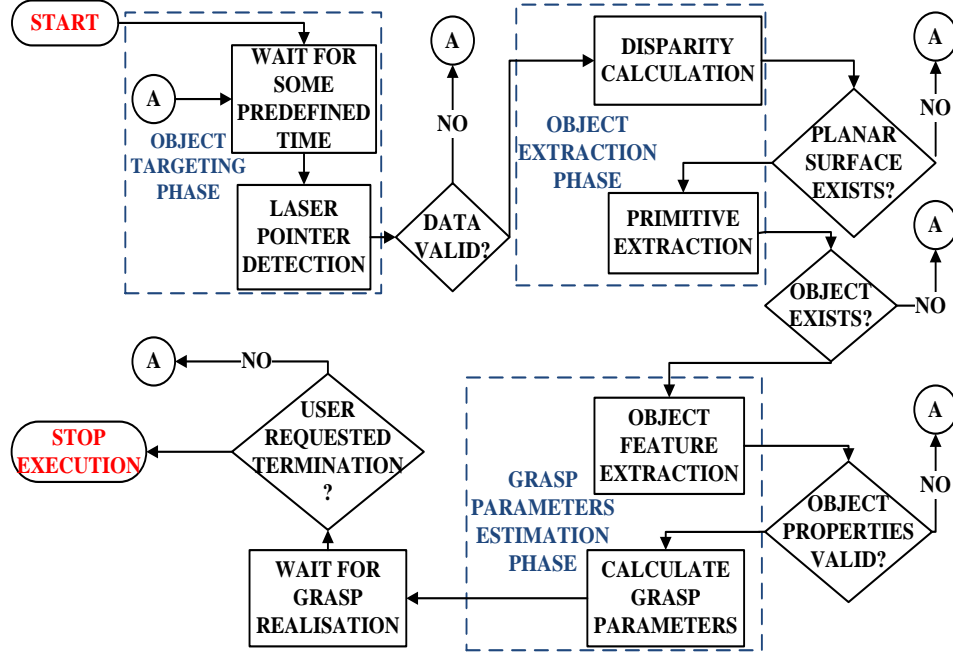 START
A
WAIT FOR
SOME
PREDEFINED
TIME
OBJECT
TARGETING
PHASE
LASER
POINTER
DETECTION
A
NO
DATA
VALID?
DISPARITY
CALCULATION
OBJECT
EXTRACTION
PHASE
PRIMITIVE
EXTRACTION
A
NO
PLANAR
SURFACE
EXISTS?
A
NO
OBJECT
EXISTS?
A
NO
USER
REQUESTED
TERMINATION
?
STOP
EXECUTION
WAIT FOR
GRASP
REALISATION
OBJECT
FEATURE
EXTRACTION
GRASP
PARAMETERS
ESTIMATION
PHASE
CALCULATE
GRASP
PARAMETERS
A
NO
OBJECT
PROPERTIES
VALID?